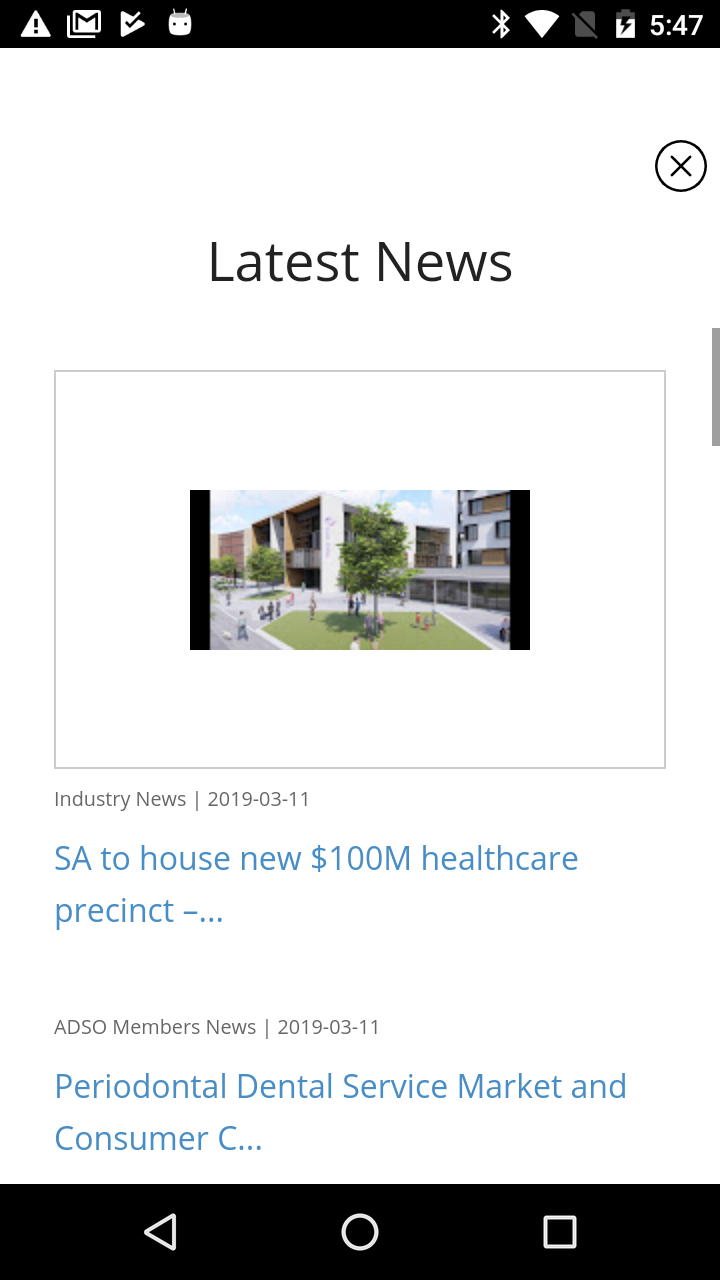 5:47
Latest News
Industry News | 2019-03-11
SA to house new $100M healthcare
precinct –...
ADSO Members News | 2019-03-11
Periodontal Dental Service Market and
Consumer C...